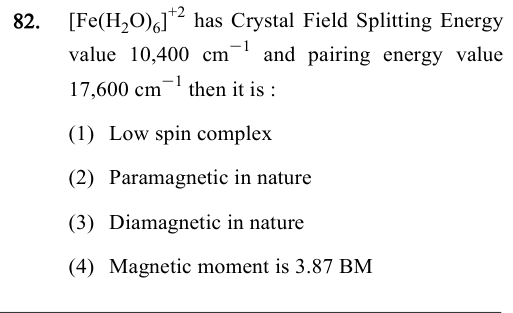 82. [Fe(H₂O)₆]⁺² has Crystal Field Splitting Energy
value 10,400 cm⁻¹ and pairing energy value
17,600 cm⁻¹ then it is :
(1) Low spin complex
(2) Paramagnetic in nature
(3) Diamagnetic in nature
(4) Magnetic moment is 3.87 BM